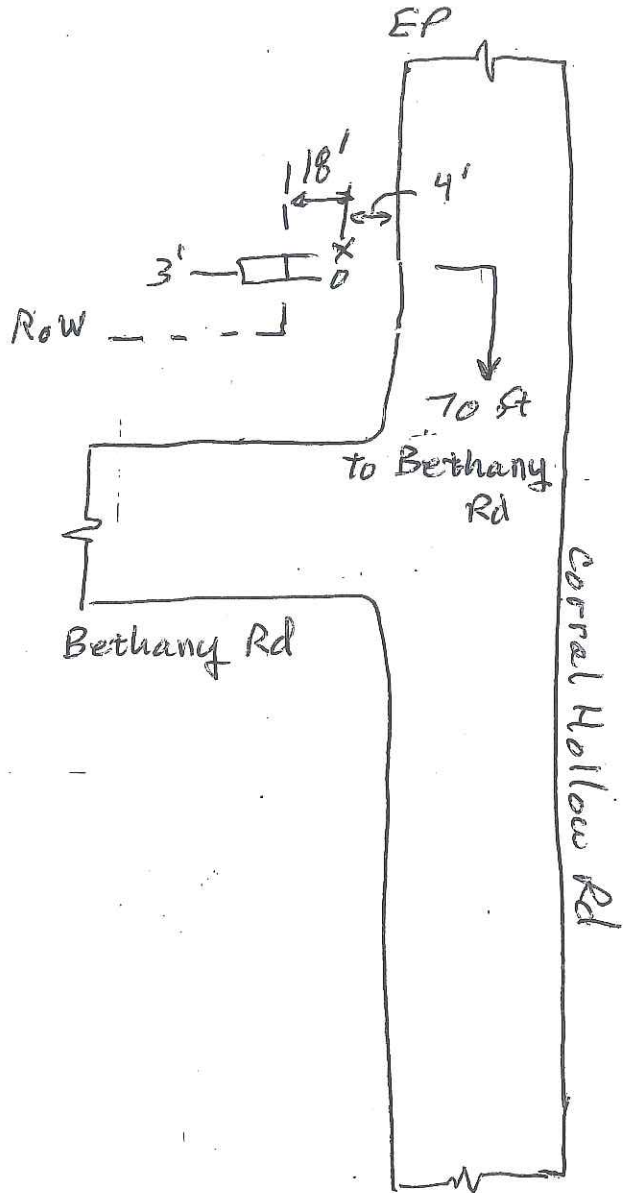 EP
18'
4'
3'
X
O
RoW
70 ft
to Bethany
Rd
Bethany Rd
Corral Hollow Rd